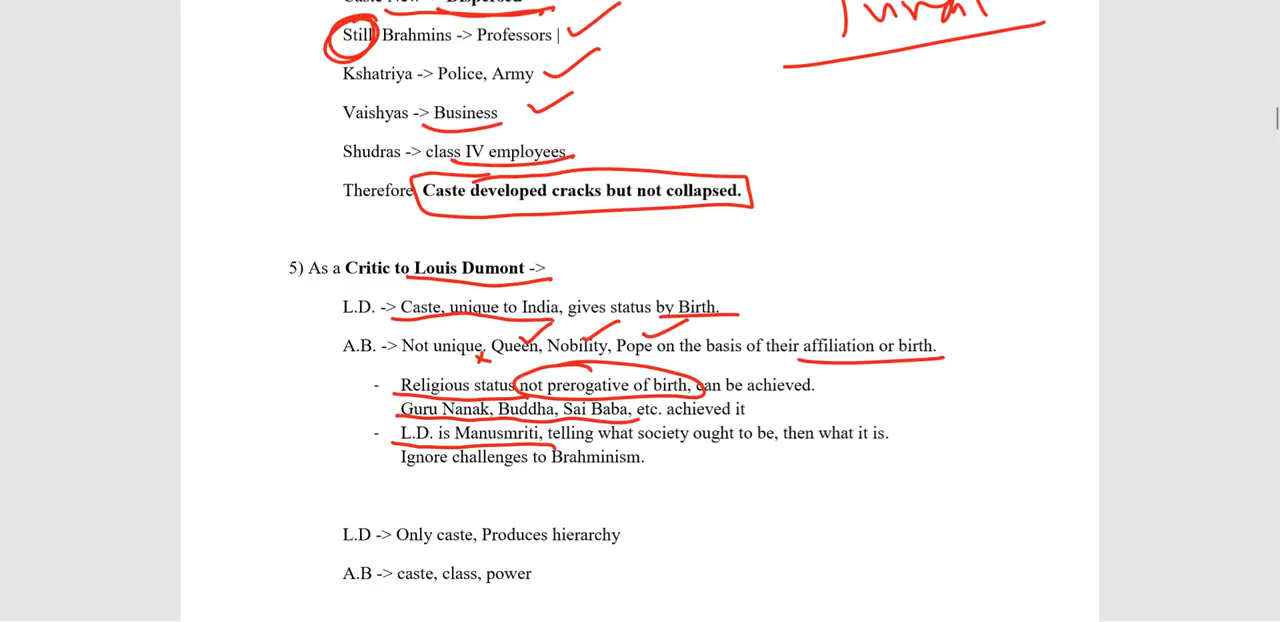 Still Brahmins -> Professors |
Kshatriya -> Police, Army
Vaishyas -> Business
Shudras -> class IV employees
Therefore Caste developed cracks but not collapsed.
5) As a Critic to Louis Dumont ->
L.D. -> Caste, unique to India, gives status by Birth.
A.B. -> Not unique. Queen, Nobility, Pope on the basis of their affiliation or birth.
- Religious status not prerogative of birth, can be achieved.
Guru Nanak, Buddha, Sai Baba, etc. achieved it
- L.D. is Manusmriti, telling what society ought to be, then what it is.
Ignore challenges to Brahminism.
L.D -> Only caste, Produces hierarchy
A.B -> caste, class, power